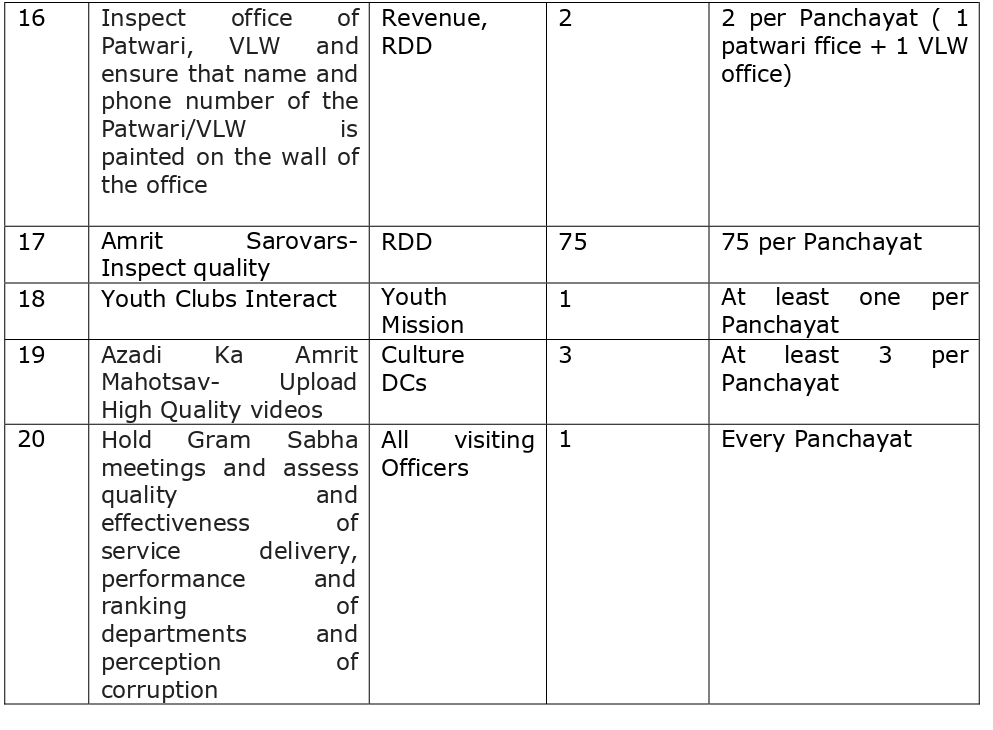 16
Inspect office of
Patwari, VLW and
ensure that name and
phone number of the
Patwari/VLW is
painted on the wall of
the office
Revenue,
RDD
2
2 per Panchayat ( 1
patwari ffice + 1 VLW
office)
17
Amrit Sarovars-
Inspect quality
RDD
75
75 per Panchayat
18
Youth Clubs Interact
Youth
Mission
1
At least one per
Panchayat
19
Azadi Ka Amrit
Mahotsav- Upload
High Quality videos
Culture
DCs
3
At least 3 per
Panchayat
20
Hold Gram Sabha
meetings and assess
quality and
effectiveness of
service delivery,
performance and
ranking of
departments and
perception of
corruption
All visiting
Officers
1
Every Panchayat